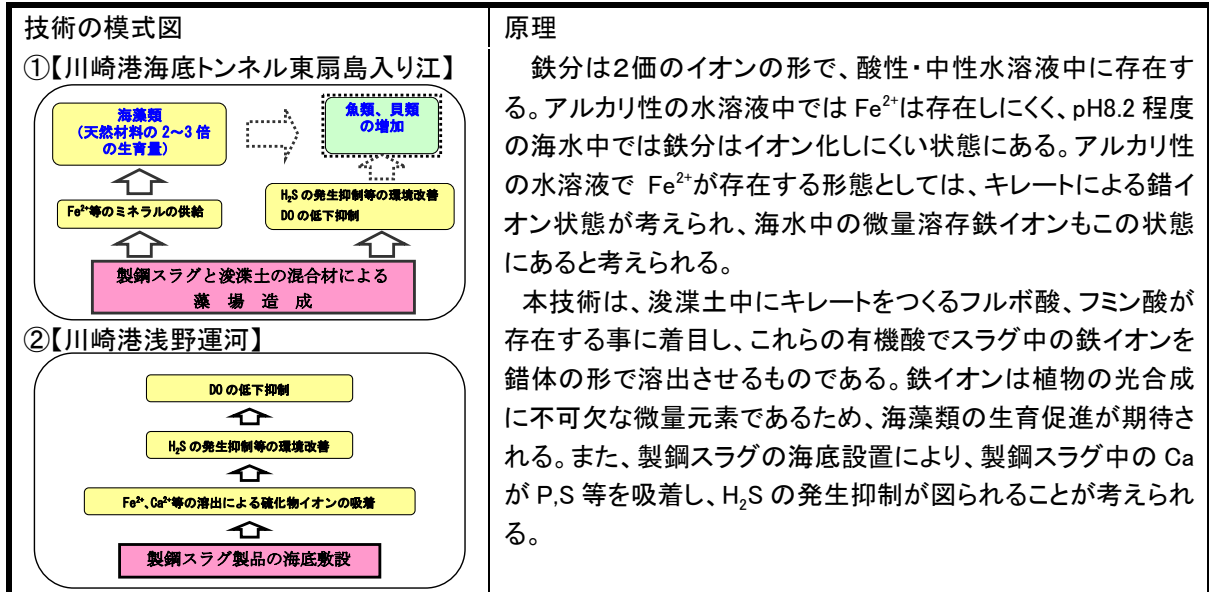 技術の模式図
①【川崎港海底トンネル東扇島入り江】
海藻類
(天然材料の2~3倍
の生育量)
魚類、貝類
の増加
Fe²⁺等のミネラルの供給
H₂Sの発生抑制等の環境改善
DOの低下抑制
製鋼スラグと浚渫土の混合材による
藻 場 造 成
②【川崎港浅野運河】
DOの低下抑制
H₂Sの発生抑制等の環境改善
Fe²⁺、Ca²⁺等の溶出による硫化物イオンの吸着
製鋼スラグ製品の海底敷設
原理
鉄分は2価のイオンの形で、酸性・中性水溶液中に存在す
る。アルカリ性の水溶液中では Fe²⁺は存在しにくく、pH8.2 程度
の海水中では鉄分はイオン化しにくい状態にある。アルカリ性
の水溶液で Fe²⁺が存在する形態としては、キレートによる錯イ
オン状態が考えられ、海水中の微量溶存鉄イオンもこの状態
にあると考えられる。
本技術は、浚渫土中にキレートをつくるフルボ酸、フミン酸が
存在する事に着目し、これらの有機酸でスラグ中の鉄イオンを
錯体の形で溶出させるものである。鉄イオンは植物の光合成
に不可欠な微量元素であるため、海藻類の生育促進が期待さ
れる。また、製鋼スラグの海底設置により、製鋼スラグ中の Ca
が P,S 等を吸着し、H₂S の発生抑制が図られることが考えられ
る。